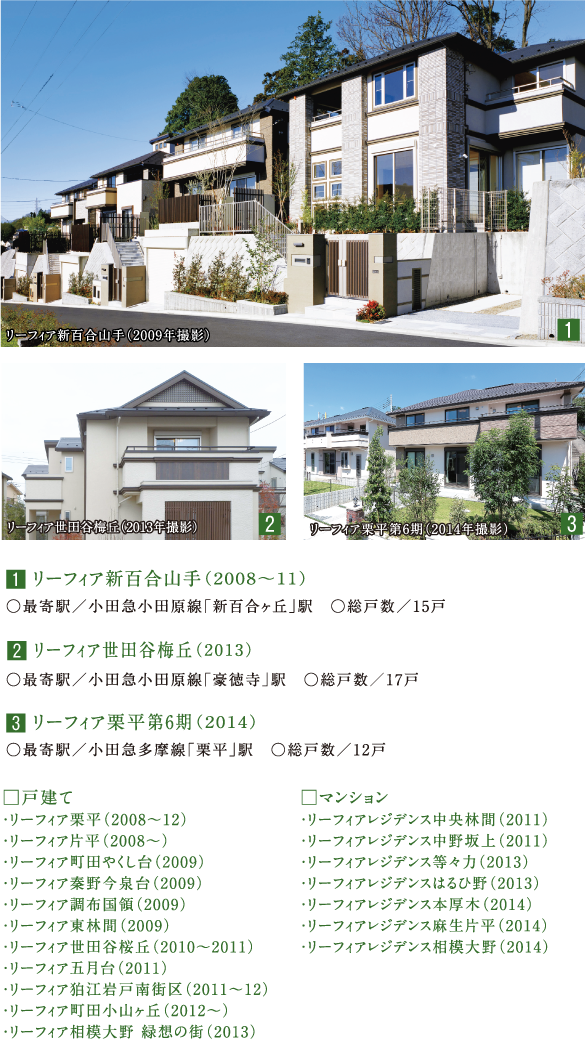 リーフィア新百合山手(2009年撮影)
1
リーフィア世田谷梅丘(2013年撮影)
2
リーフィア栗平第6期(2014年撮影)
3
1 リーフィア新百合山手(2008〜11)
○最寄駅／小田急小田原線「新百合ヶ丘」駅　○総戸数／15戸
2 リーフィア世田谷梅丘(2013)
○最寄駅／小田急小田原線「豪徳寺」駅　○総戸数／17戸
3 リーフィア栗平第6期(2014)
○最寄駅／小田急多摩線「栗平」駅　○総戸数／12戸
□戸建て
・リーフィア栗平(2008〜12)
・リーフィア片平(2008〜)
・リーフィア町田やくし台(2009)
・リーフィア秦野今泉台(2009)
・リーフィア調布国領(2009)
・リーフィア東林間(2009)
・リーフィア世田谷桜丘(2010〜2011)
・リーフィア五月台(2011)
・リーフィア狛江岩戸南街区(2011〜12)
・リーフィア町田小山ヶ丘(2012〜)
・リーフィア相模大野 緑想の街(2013)
□マンション
・リーフィアレジデンス中央林間(2011)
・リーフィアレジデンス中野坂上(2011)
・リーフィアレジデンス等々力(2013)
・リーフィアレジデンスはるひ野(2013)
・リーフィアレジデンス本厚木(2014)
・リーフィアレジデンス麻生片平(2014)
・リーフィアレジデンス相模大野(2014)